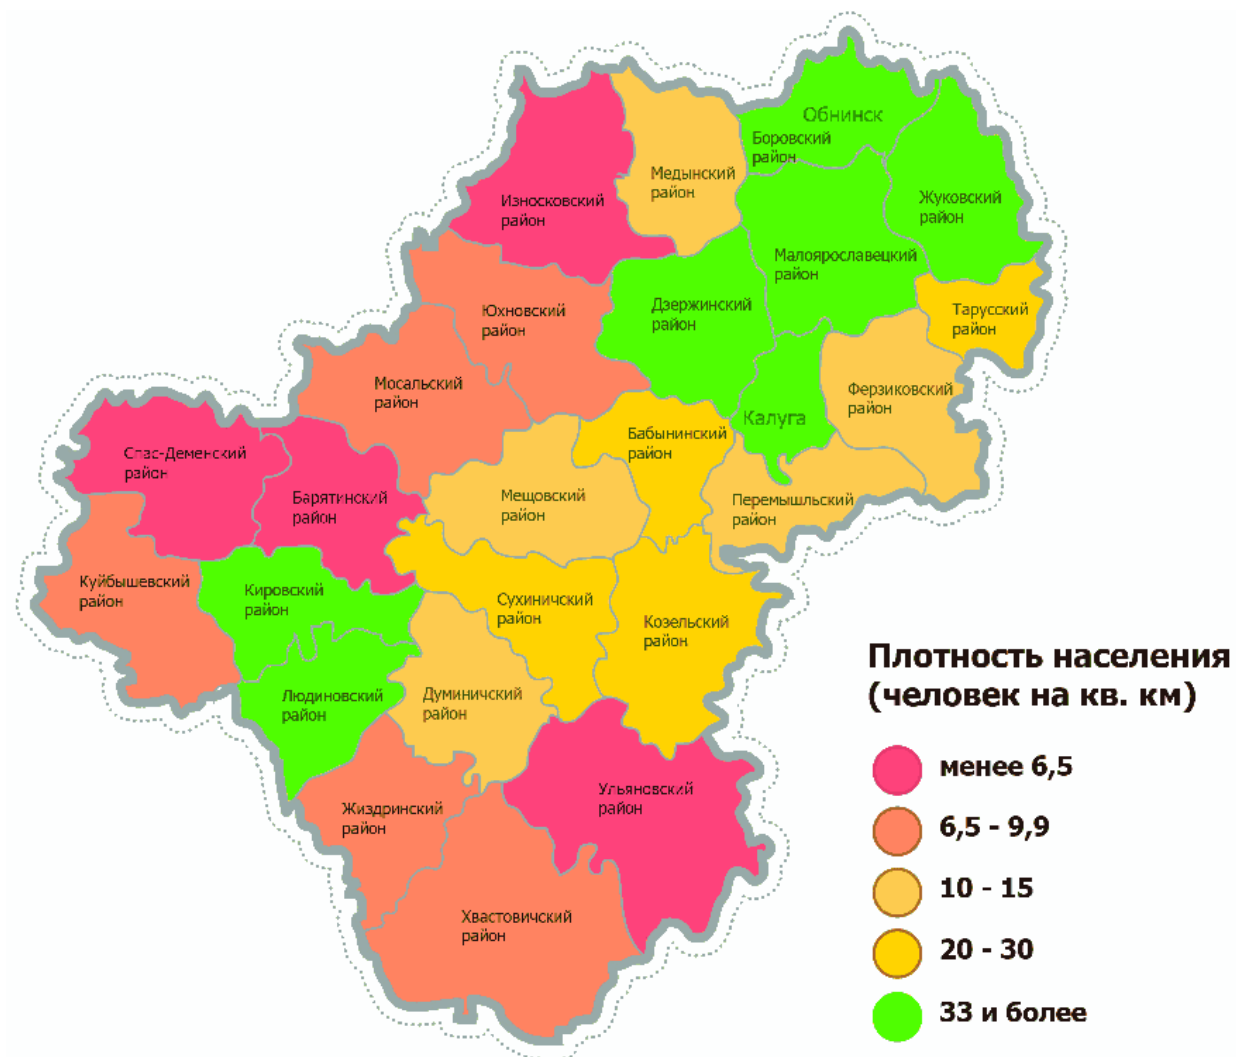 Обнинск
Боровский
район
Медынский
район
Износковский
район
Жуковский
район
Малоярославецкий
район
Юхновский
район
Дзержинский
район
Тарусский
район
Мосальский
район
Ферзиковский
район
Калуга
Бабынинский
район
Спас-Деменский
район
Барятинский
район
Мещовский
район
Перемышльский
район
Куйбышевский
район
Кировский
район
Сухиничский
район
Козельский
район
Людиновский
район
Думиничский
район
Ульяновский
район
Жиздринский
район
Хвастовичский
район
Плотность населения
(человек на кв. км)
менее 6,5
6,5 - 9,9
10 - 15
20 - 30
33 и более